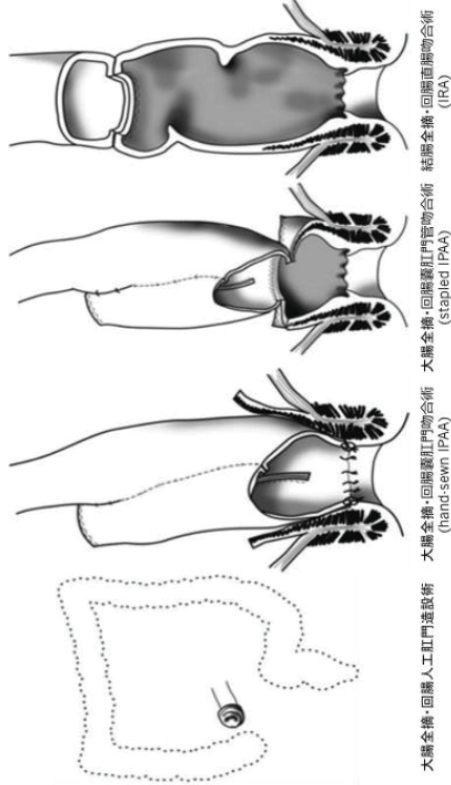 大腸全摘・回腸人工肛門造設術
大腸全摘・回腸嚢肛門吻合術
(hand-sewn IPAA)
大腸全摘・回腸嚢肛門管吻合術
(stapled IPAA)
結腸全摘・回腸直腸吻合術
(IRA)